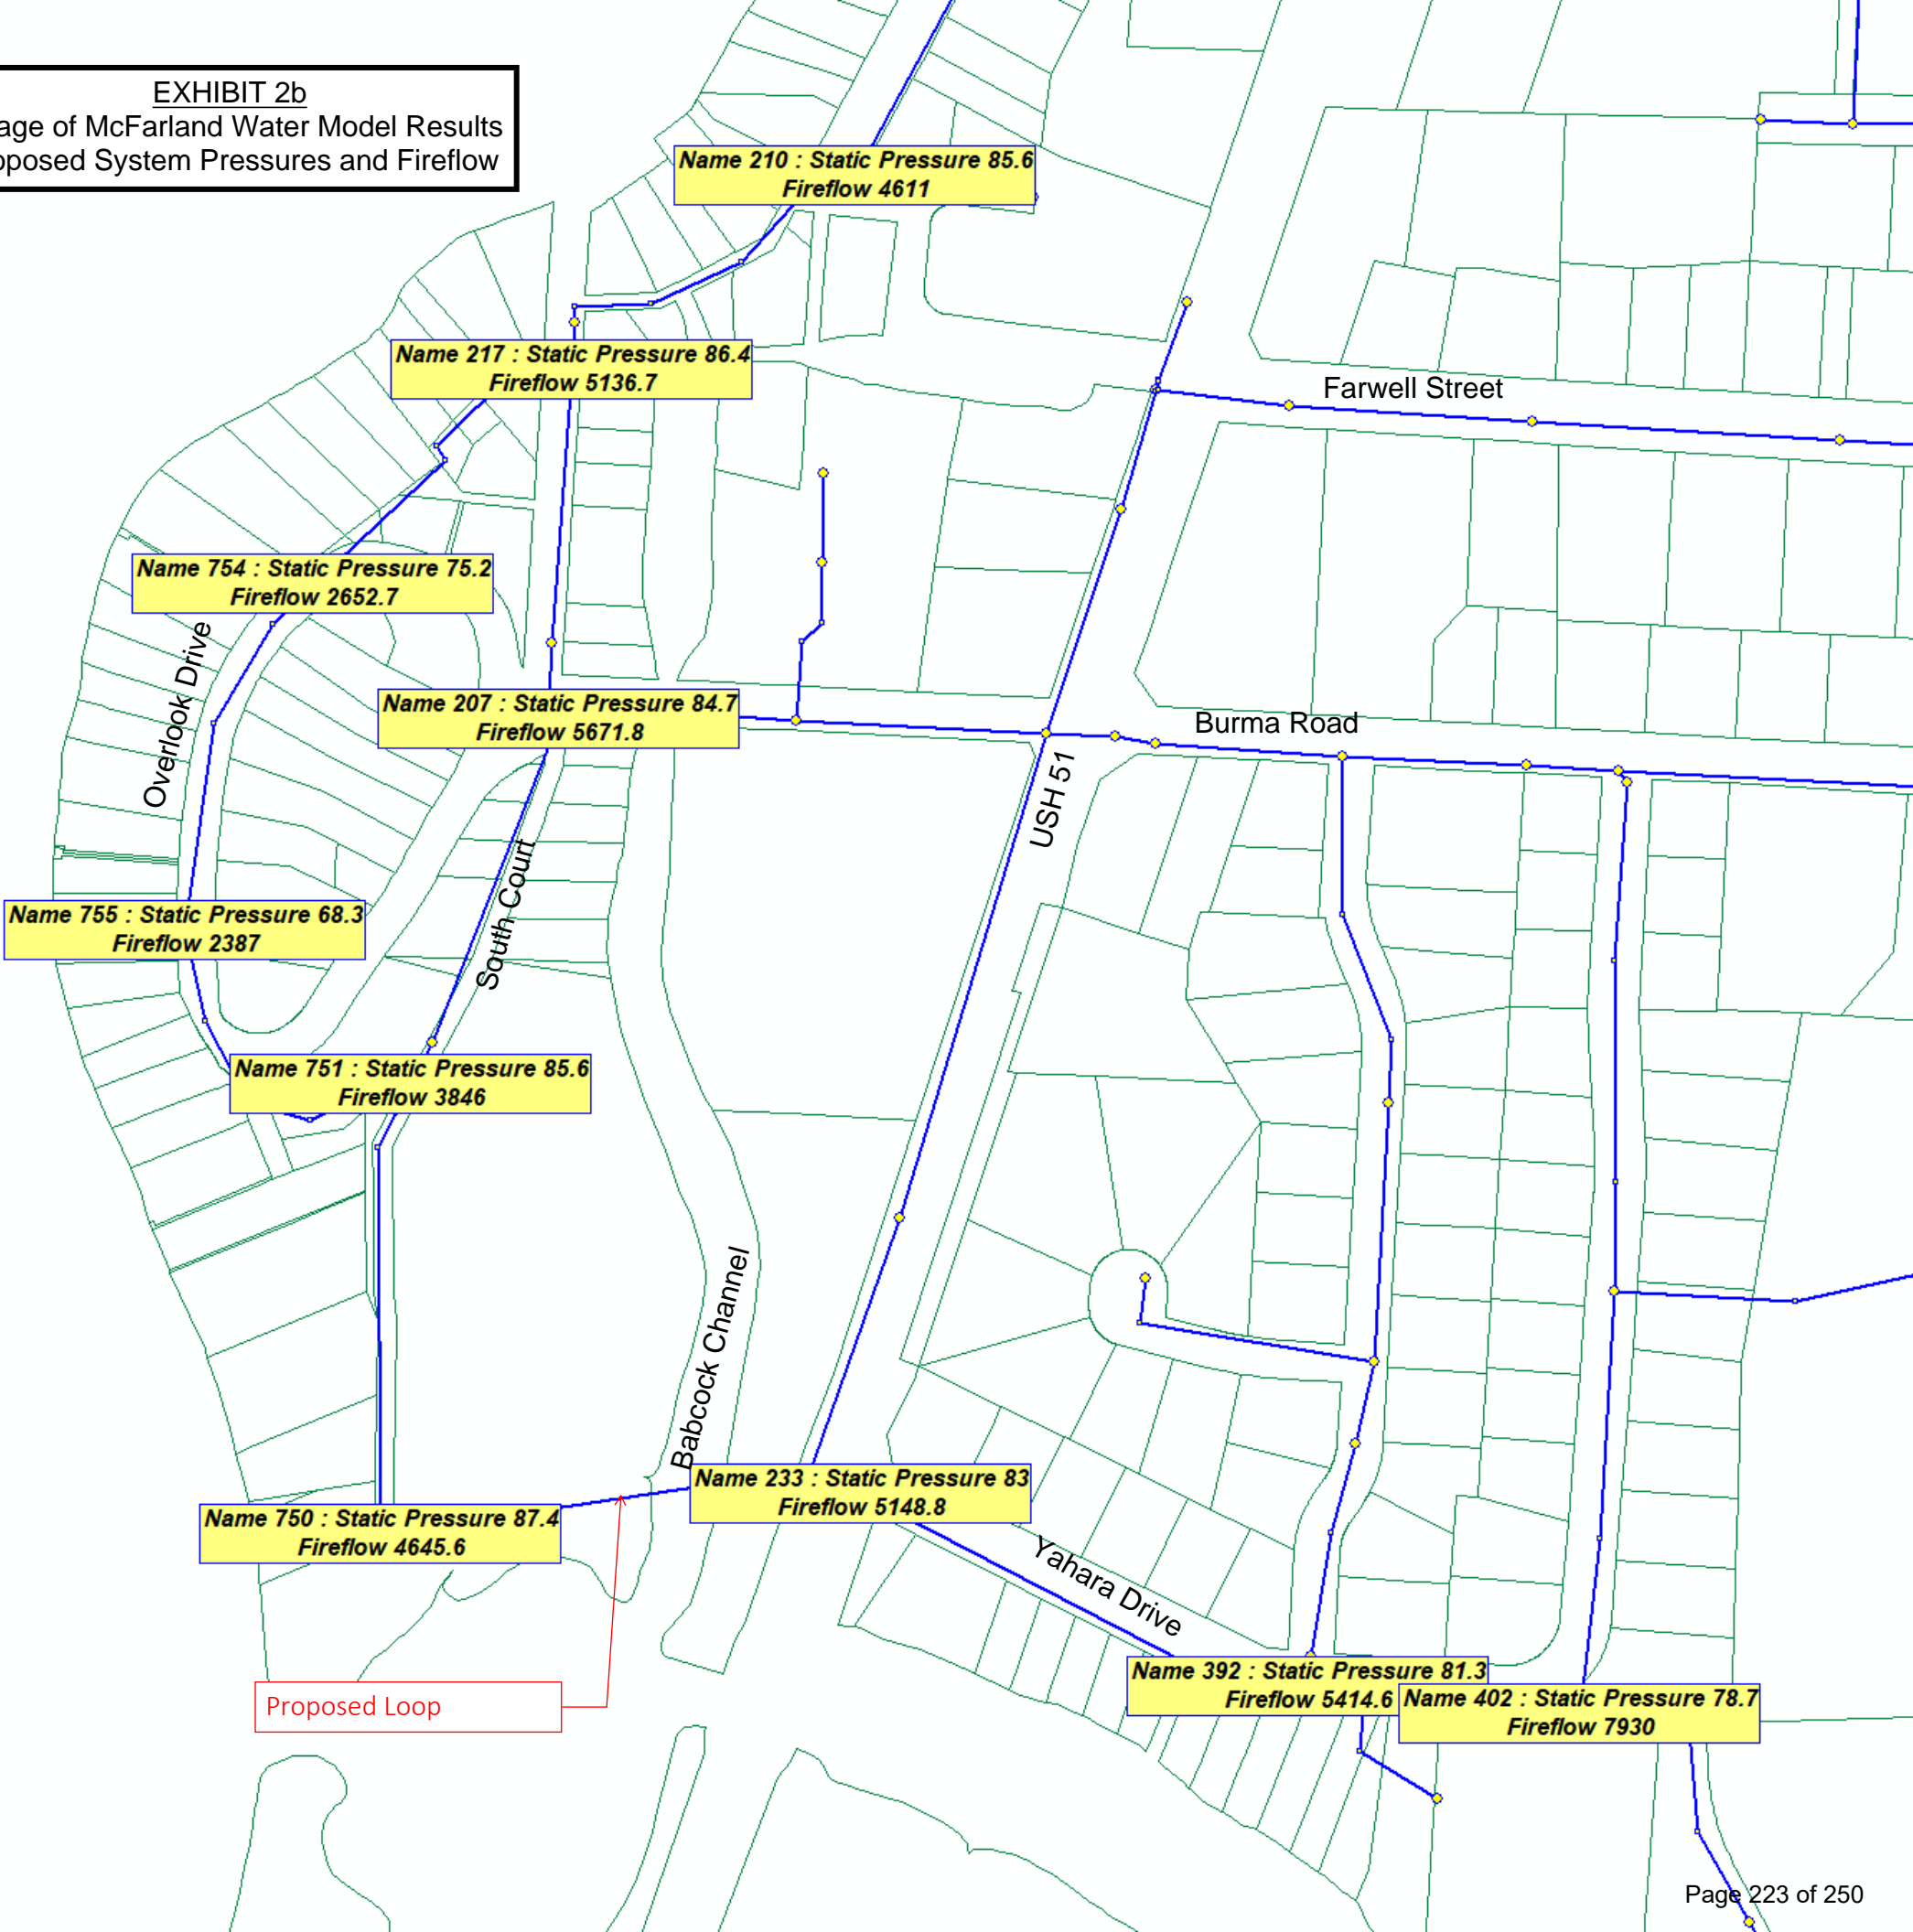 EXHIBIT 2b
age of McFarland Water Model Results
posed System Pressures and Fireflow
Name 210 : Static Pressure 85.6
Fireflow 4611
Name 217 : Static Pressure 86.4
Fireflow 5136.7
Farwell Street
Name 754 : Static Pressure 75.2
Fireflow 2652.7
Overlook Drive
Name 207 : Static Pressure 84.7
Fireflow 5671.8
Burma Road
USH 51
South Court
Name 755 : Static Pressure 68.3
Fireflow 2387
Name 751 : Static Pressure 85.6
Fireflow 3846
Babcock Channel
Name 233 : Static Pressure 83
Fireflow 5148.8
Name 750 : Static Pressure 87.4
Fireflow 4645.6
Yahara Drive
Name 392 : Static Pressure 81.3
Fireflow 5414.6
Name 402 : Static Pressure 78.7
Fireflow 7930
Proposed Loop
Page 223 of 250